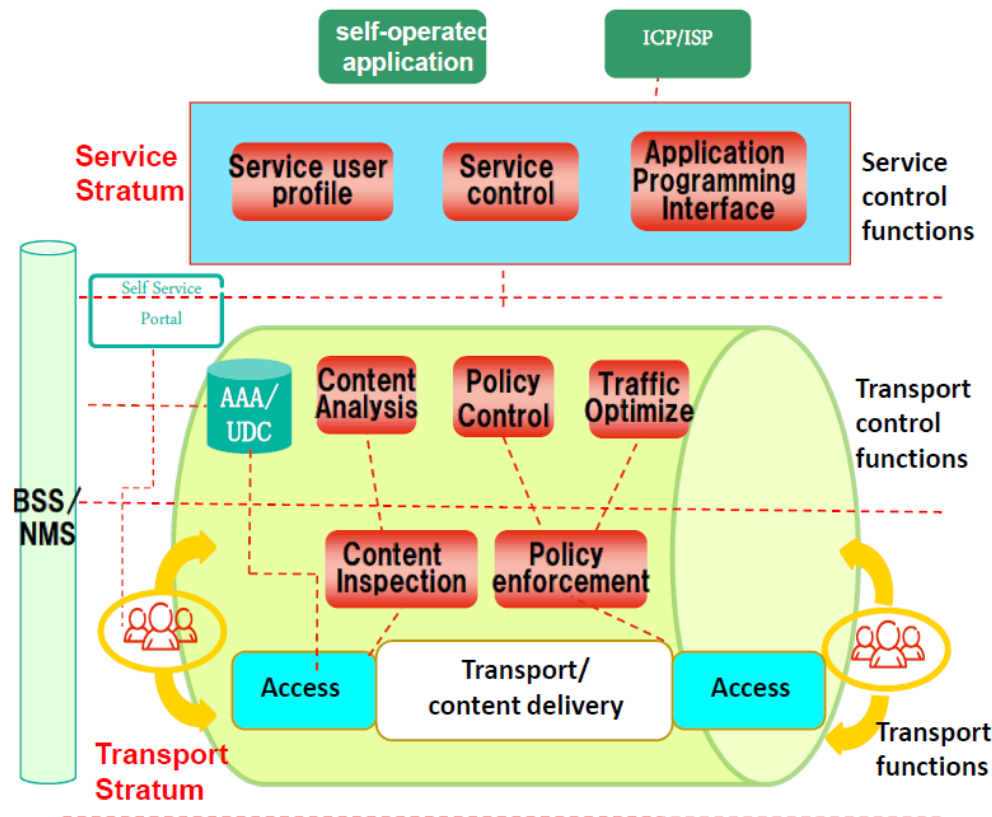 self-operated
application
ICP/ISP
Service
Stratum
Service user
profile
Service
control
Application
Programming
Interface
Service
control
functions
Self Service
Portal
AAA/
UDC
Content
Analysis
Policy
Control
Traffic
Optimize
Transport
control
functions
BSS/
NMS
Content
Inspection
Policy
enforcement
Access
Transport/
content delivery
Access
Transport
Stratum
Transport
functions